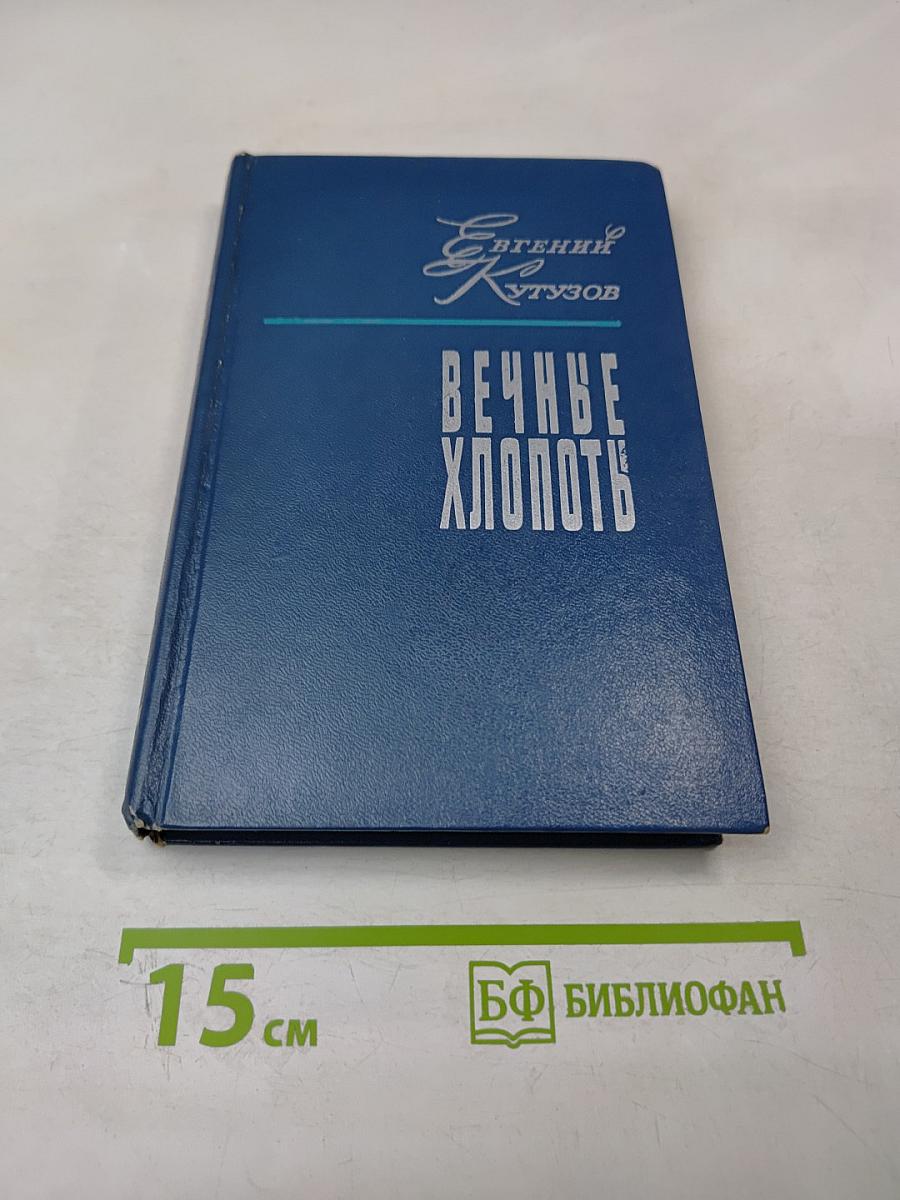 Евгений
Кутузов
ВЕЧНЫЕ
ХЛОПОТЫ
15 см
БФ БИБЛИОФАН